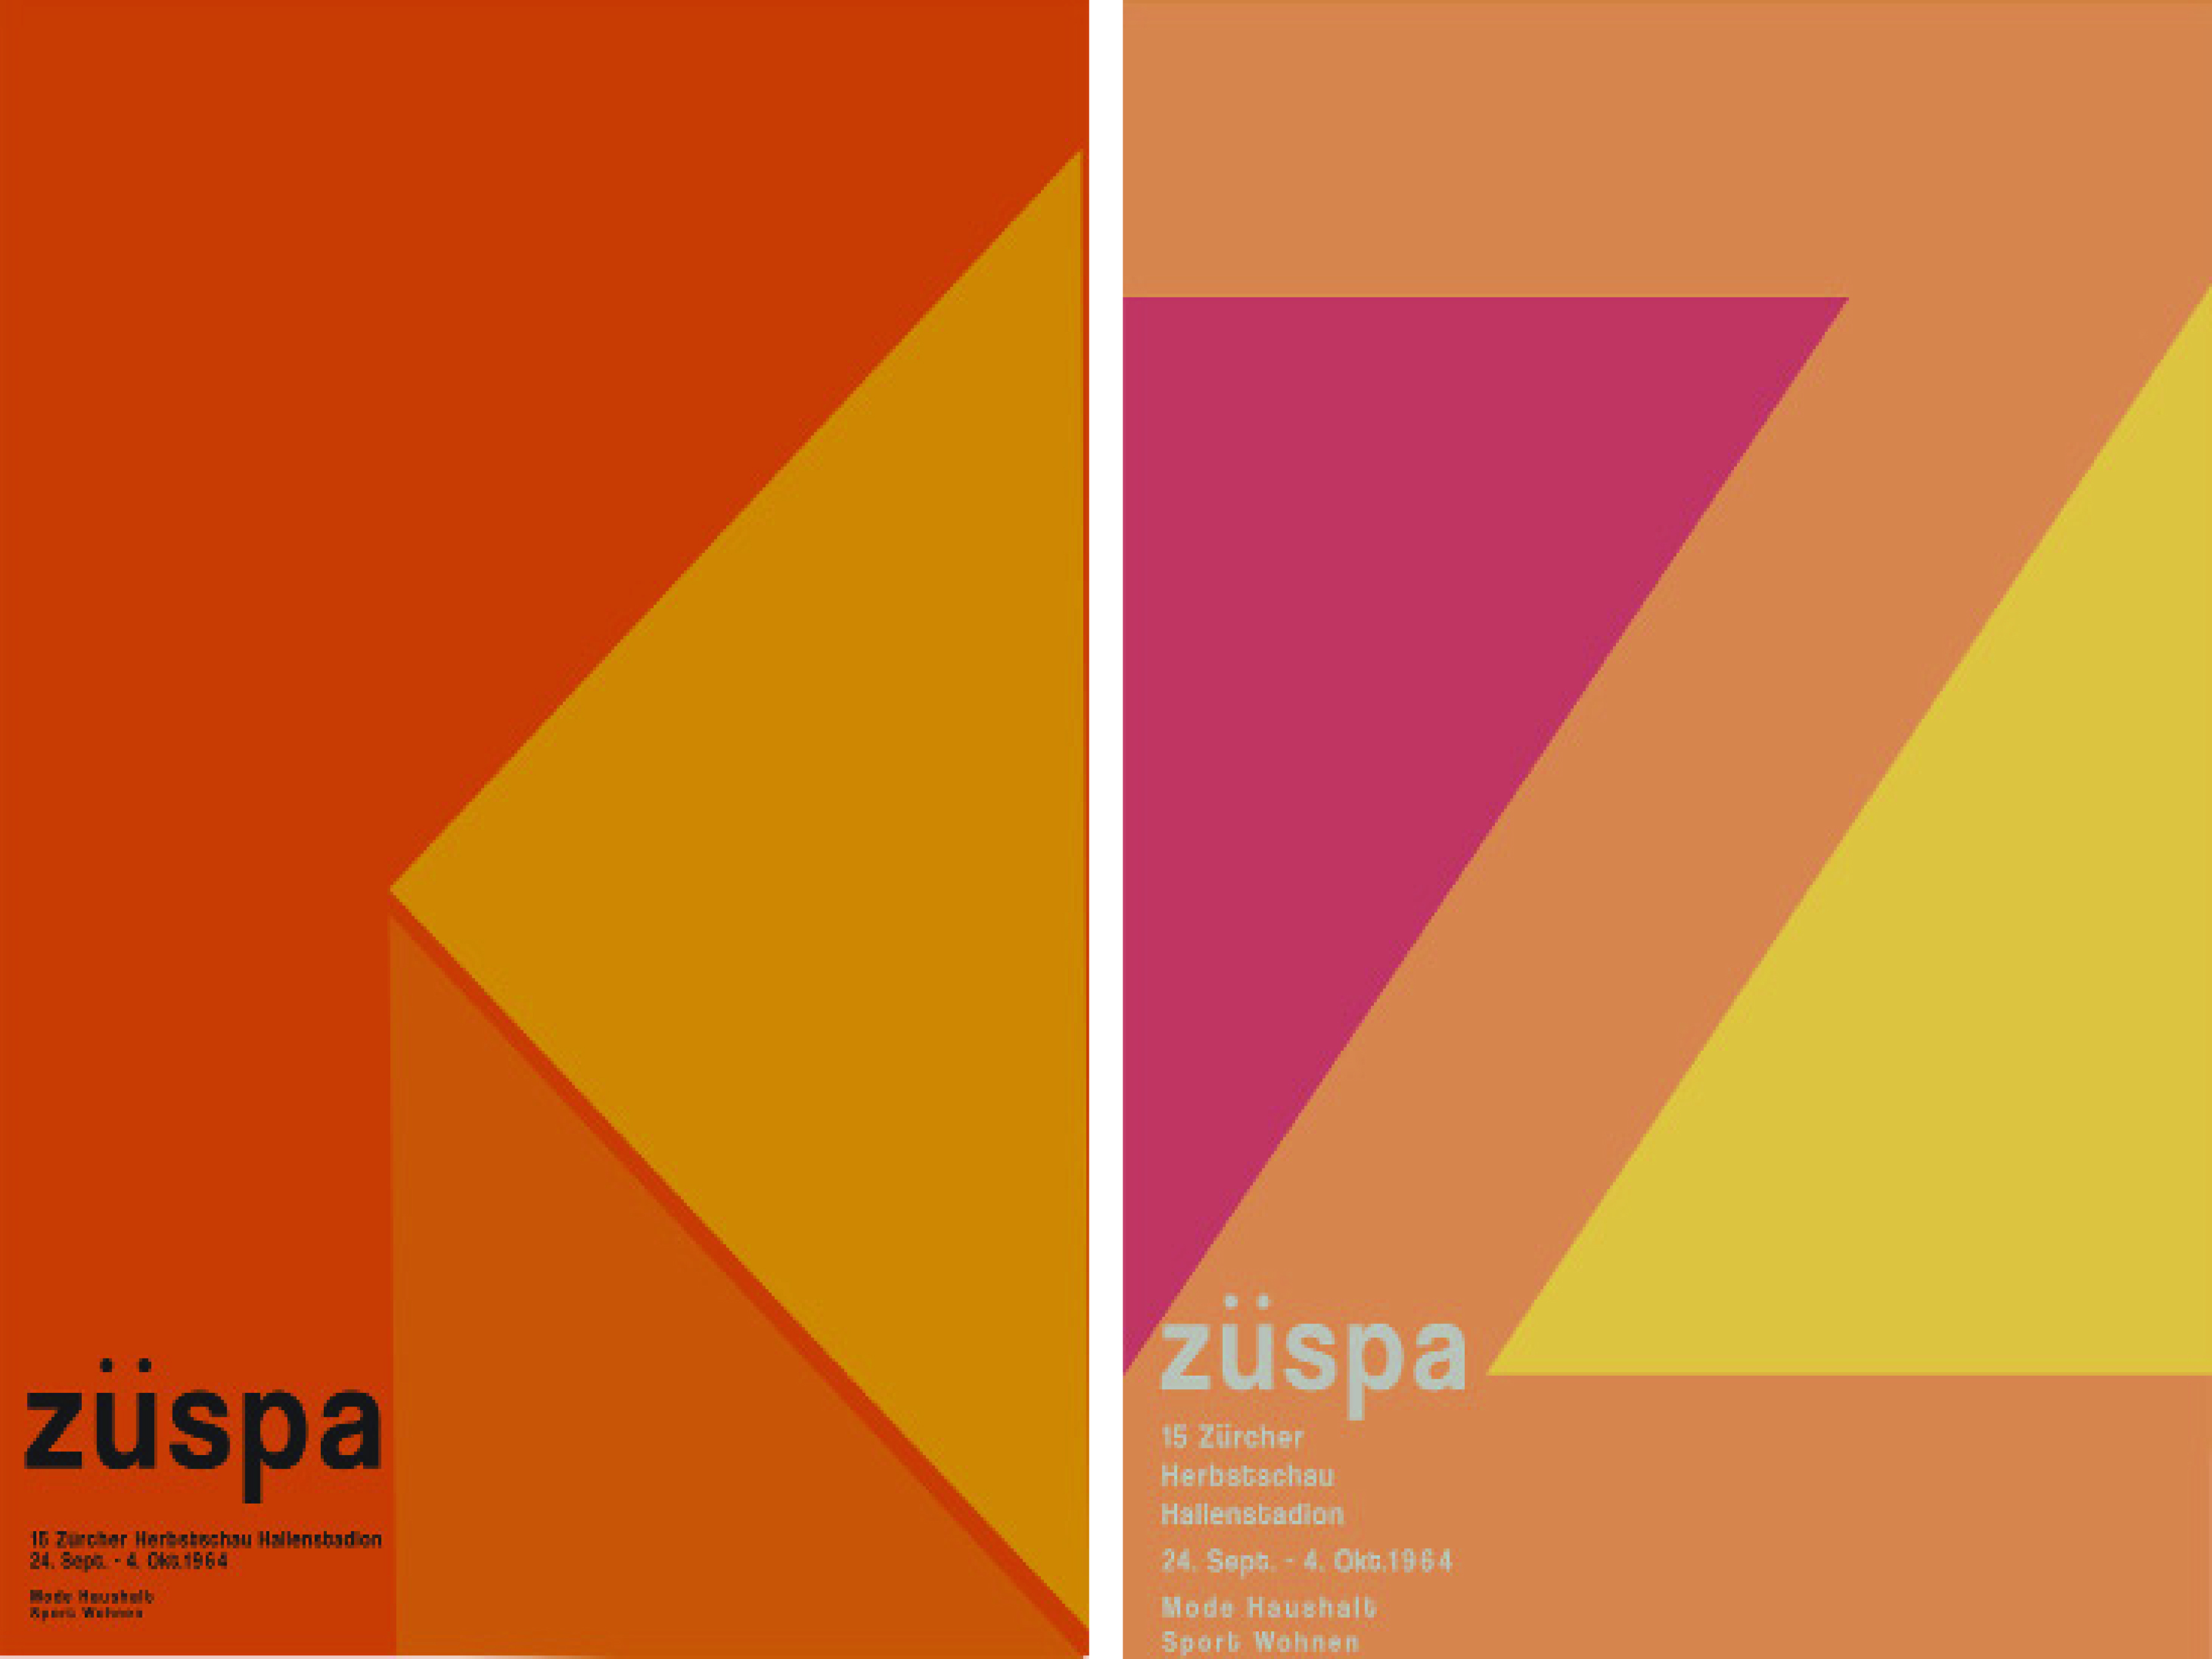 züspa
15 Zürcher Herbstschau Hallenstadion
24. Sept. - 4. Okt.1964
Mode Haushalt
Sport Wohnen
züspa
15 Zürcher
Herbstschau
Hallenstadion
24. Sept. - 4. Okt.1964
Mode Haushalt
Sport Wohnen